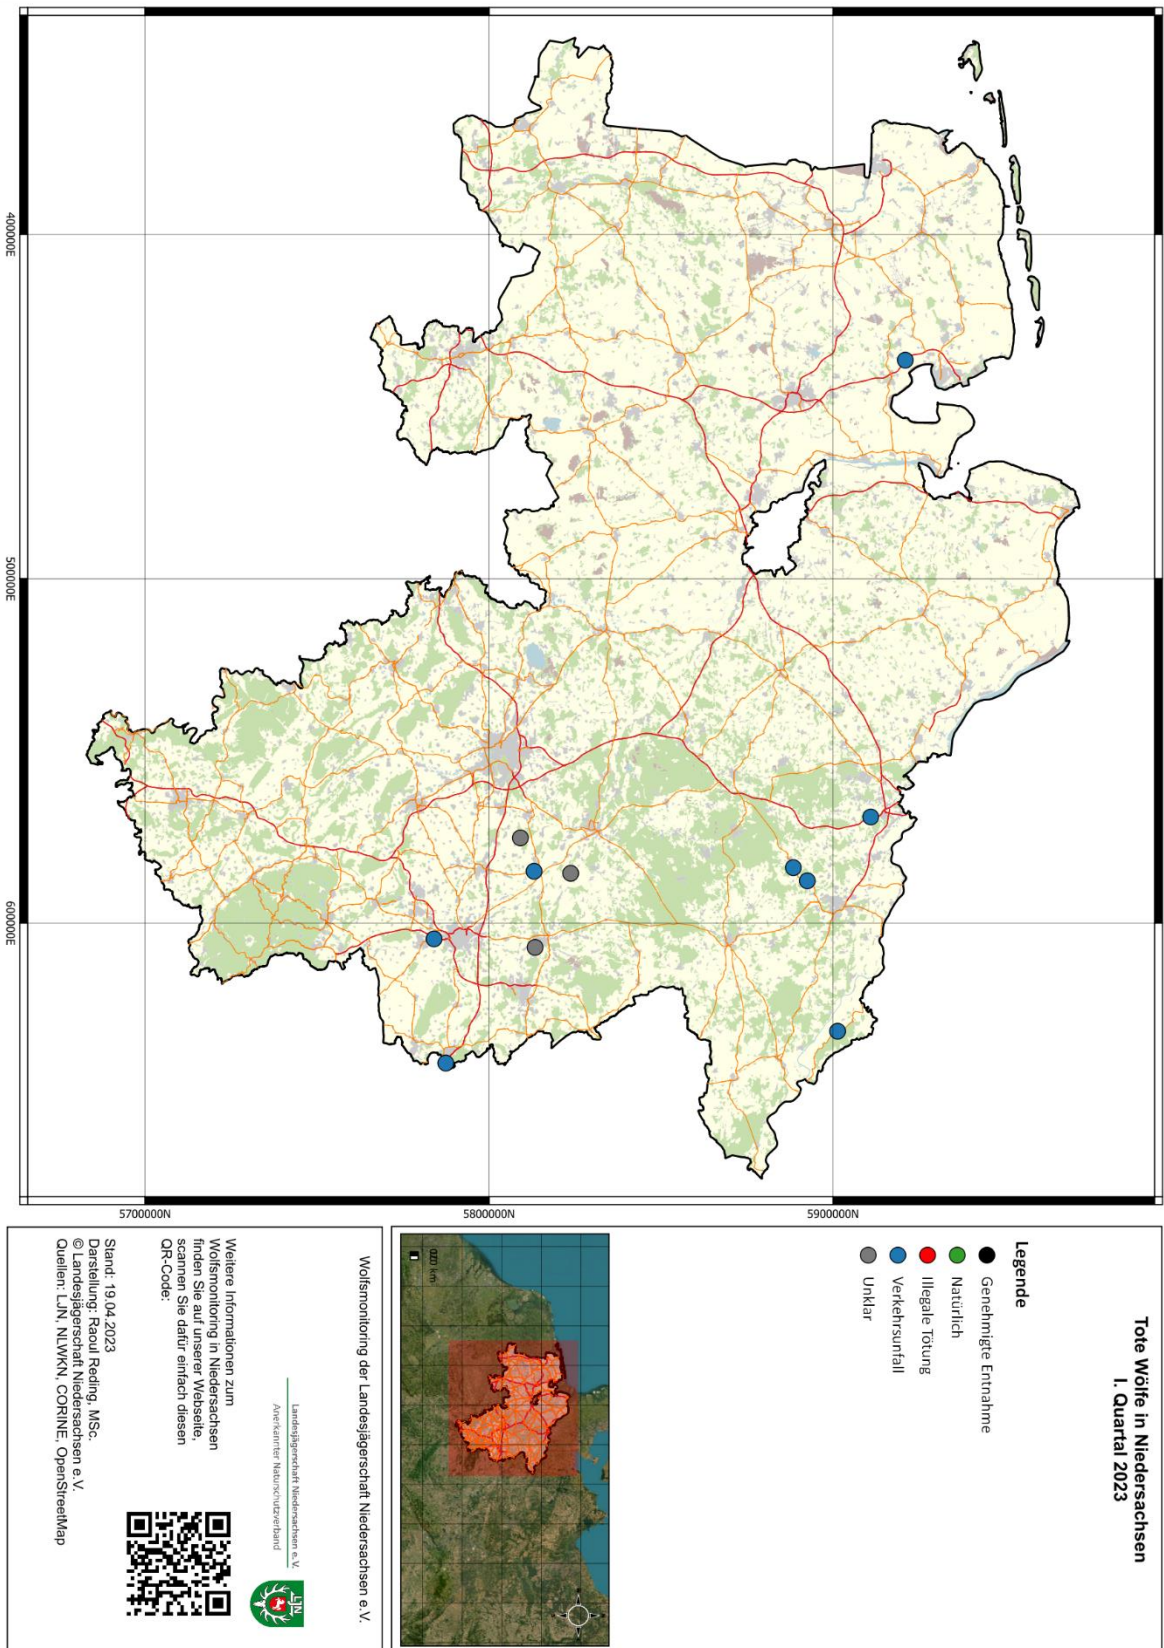 Tote Wölfe in Niedersachsen
I. Quartal 2023
Legende
Genehmigte Entnahme
Natürlich
Illegale Tötung
Verkehrsunfall
Unklar
5900000N
5800000N
5700000N
400000E
500000E
600000E
Wolfsmonitoring der Landesjägerschaft Niedersachsen e.V.
Landesjägerschaft Niedersachsen e.V.
Anerkannter Naturschutzverband
LJN
Weitere Informationen zum
Wolfsmonitoring in Niedersachsen
finden Sie auf unserer Webseite,
scannen Sie dafür einfach diesen
QR-Code:
Stand: 19.04.2023
Darstellung: Raoul Reding, MSc.
© Landesjägerschaft Niedersachsen e.V.
Quellen: LJN, NLWKN, CORINE, OpenStreetMap